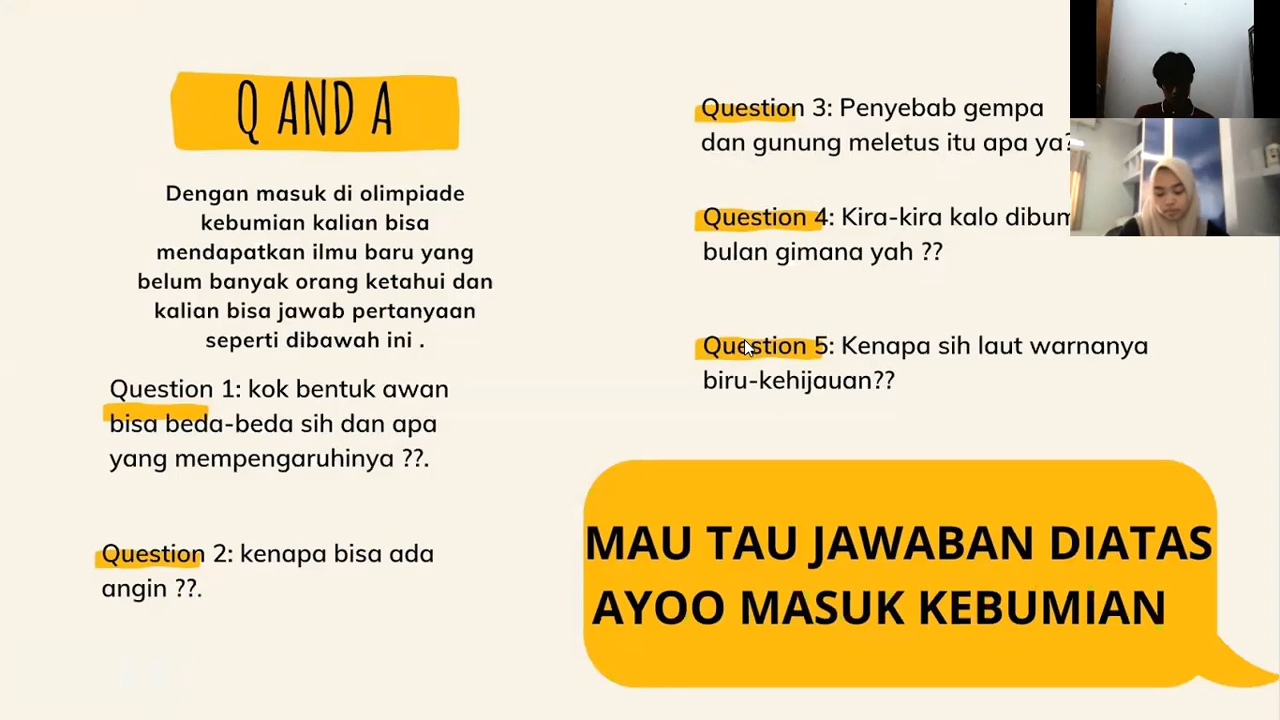 Q AND A
Dengan masuk di olimpiade
kebumian kalian bisa
mendapatkan ilmu baru yang
belum banyak orang ketahui dan
kalian bisa jawab pertanyaan
seperti dibawah ini .
Question 1: kok bentuk awan
bisa beda-beda sih dan apa
yang mempengaruhinya ??.
Question 2: kenapa bisa ada
angin ??.
Question 3: Penyebab gempa
dan gunung meletus itu apa ya?
Question 4: Kira-kira kalo
bulan gimana yah ??
Question 5: Kenapa sih laut warnanya
biru-kehijauan??
MAU TAU JAWABAN DIATAS
AYOO MASUK KEBUMIAN